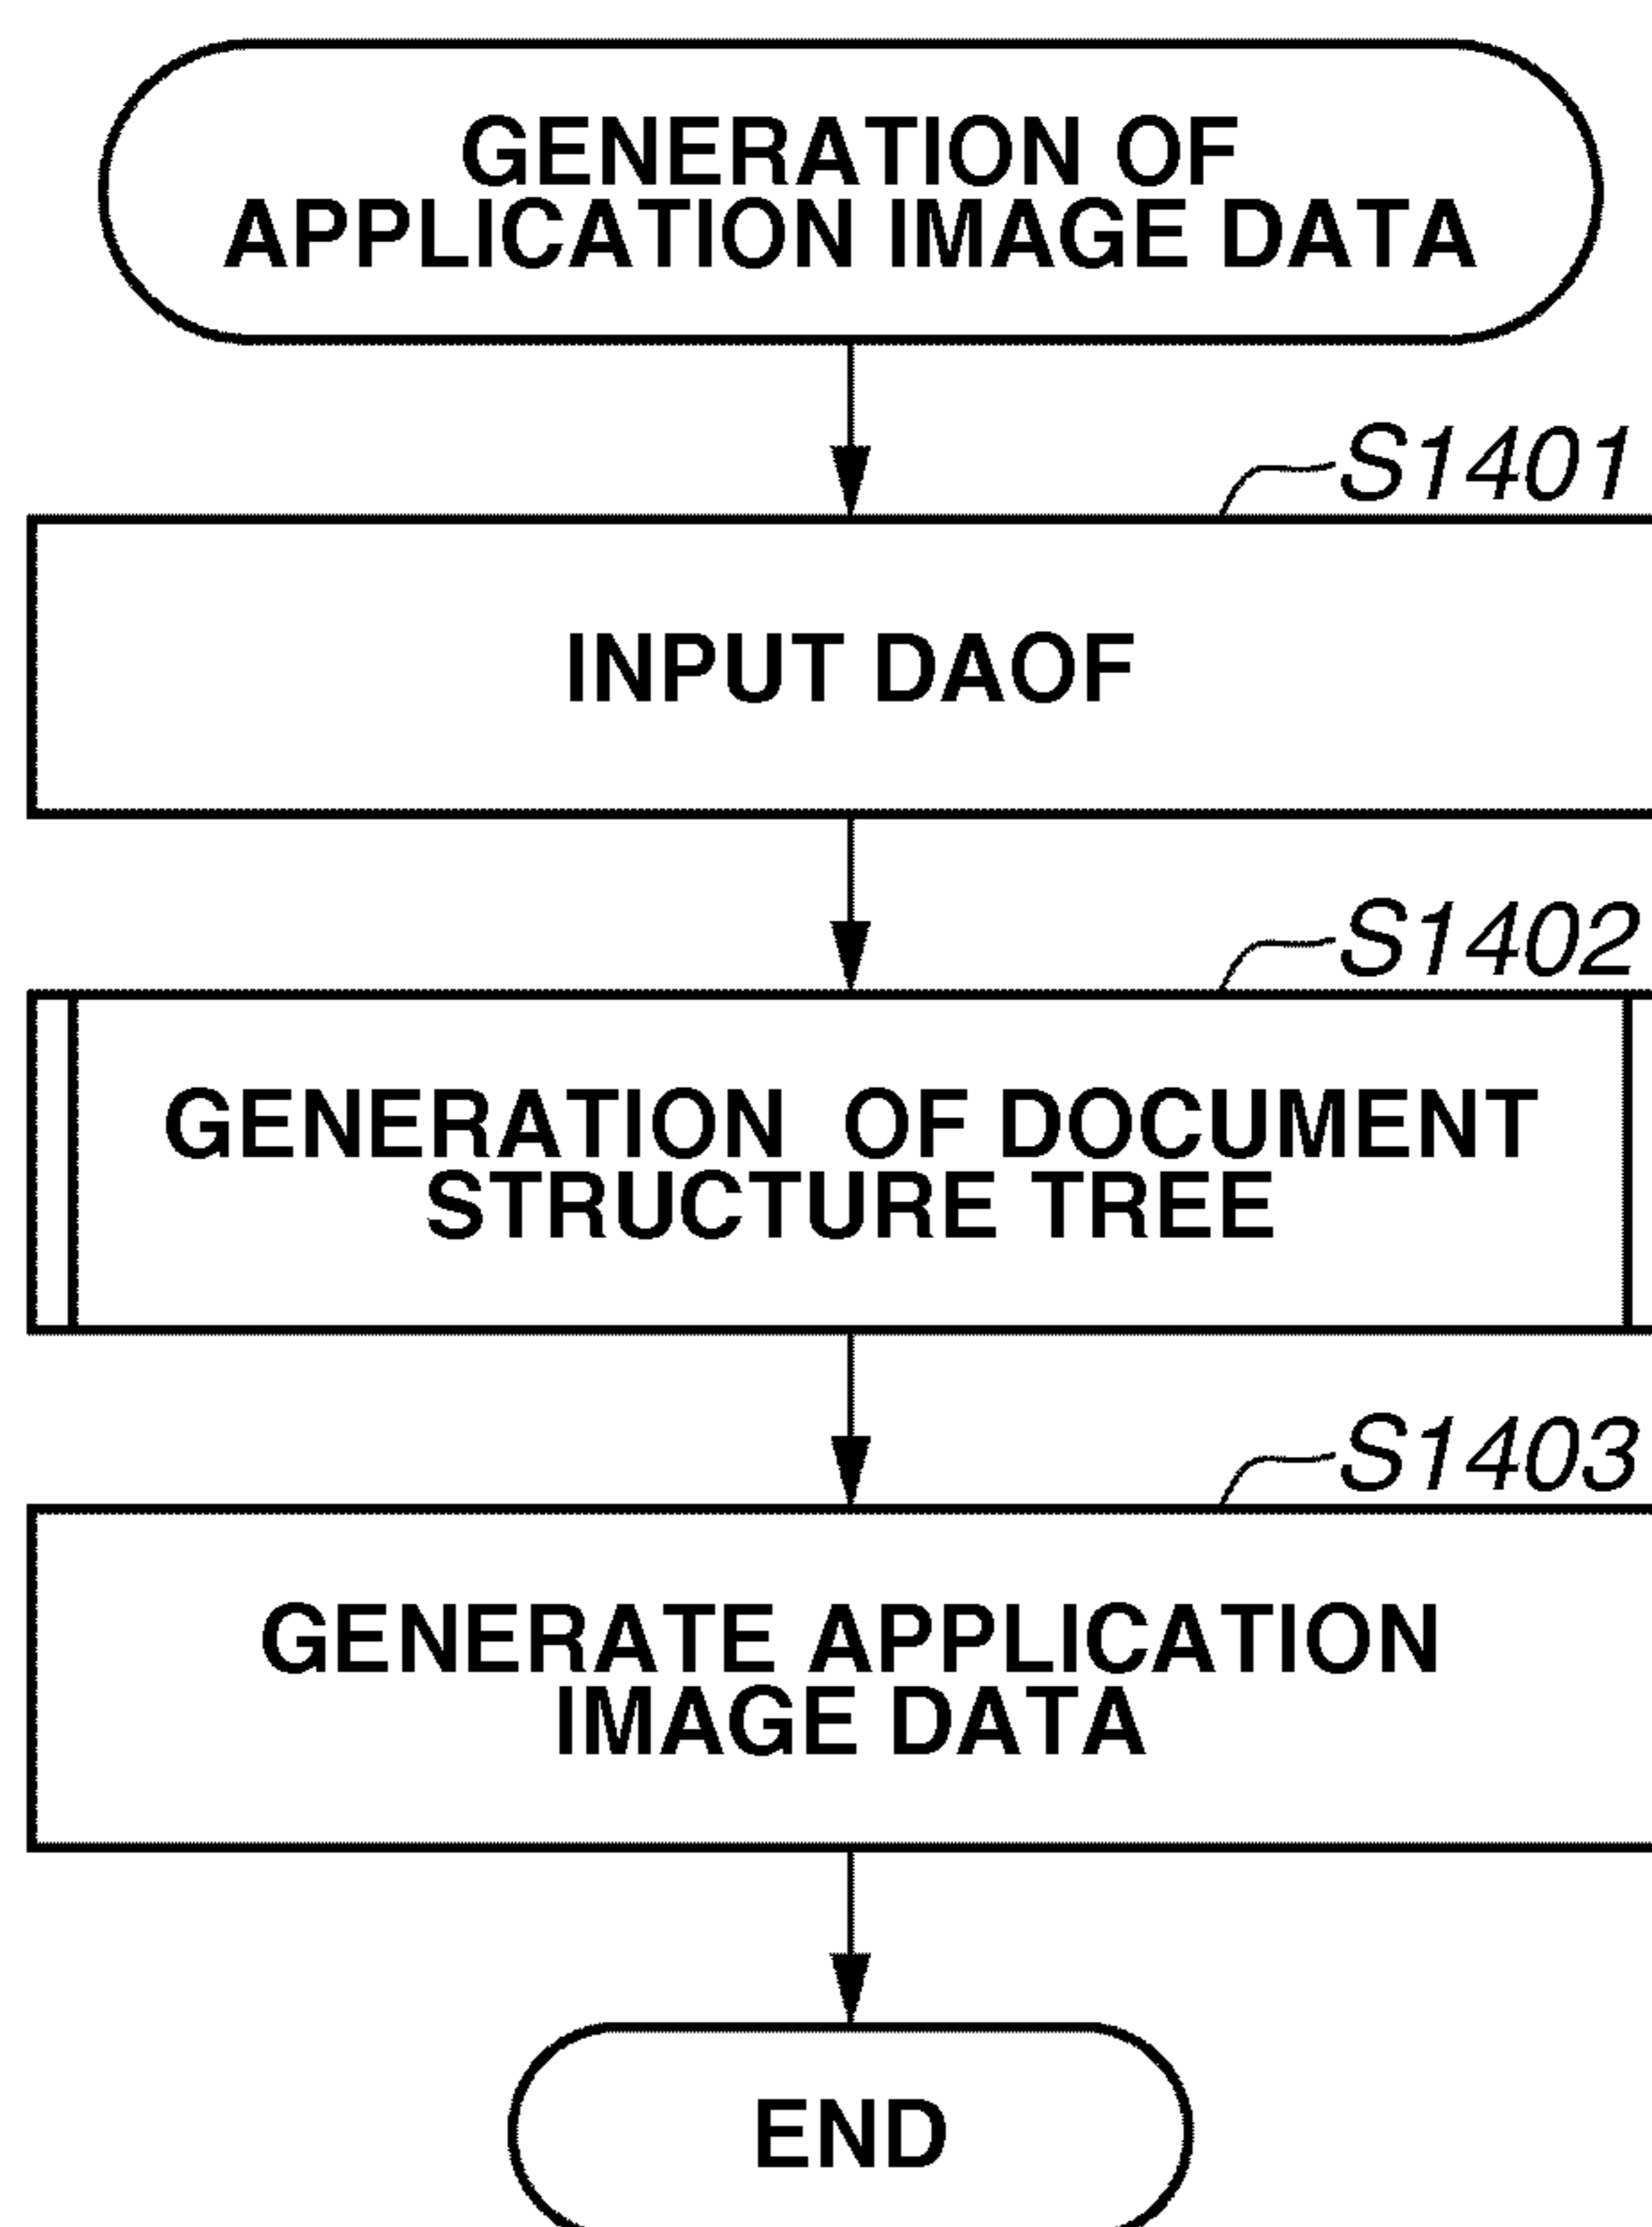 GENERATION OF
APPLICATION IMAGE DATA
S1401
INPUT DAOF
S1402
GENERATION OF DOCUMENT
STRUCTURE TREE
S1403
GENERATE APPLICATION
IMAGE DATA
END